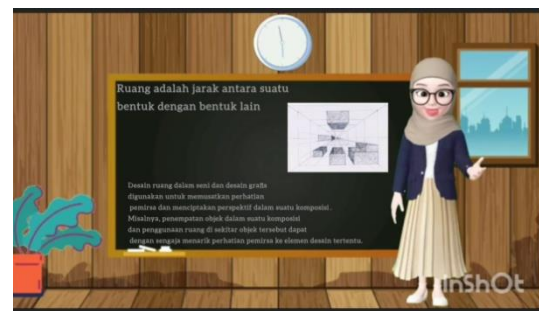 Ruang adalah jarak antara suatu
bentuk dengan bentuk lain
Desain ruang dalam seni dan desain grafis
digunakan untuk memusatkan perhatian
pemirsa dan menciptakan perspektif dalam suatu komposisi.
Misalnya, penempatan objek dalam suatu komposisi
dan penggunaan ruang di sekitar objek tersebut dapat
dengan sengaja menarik perhatian pemirsa ke elemen desain tertentu.
InShOt